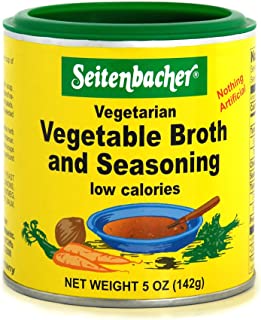 Seitenbacher®
Nothing
Artificial
Vegetarian
Vegetable Broth
and Seasoning
low calories
NET WEIGHT 5 OZ (142g)